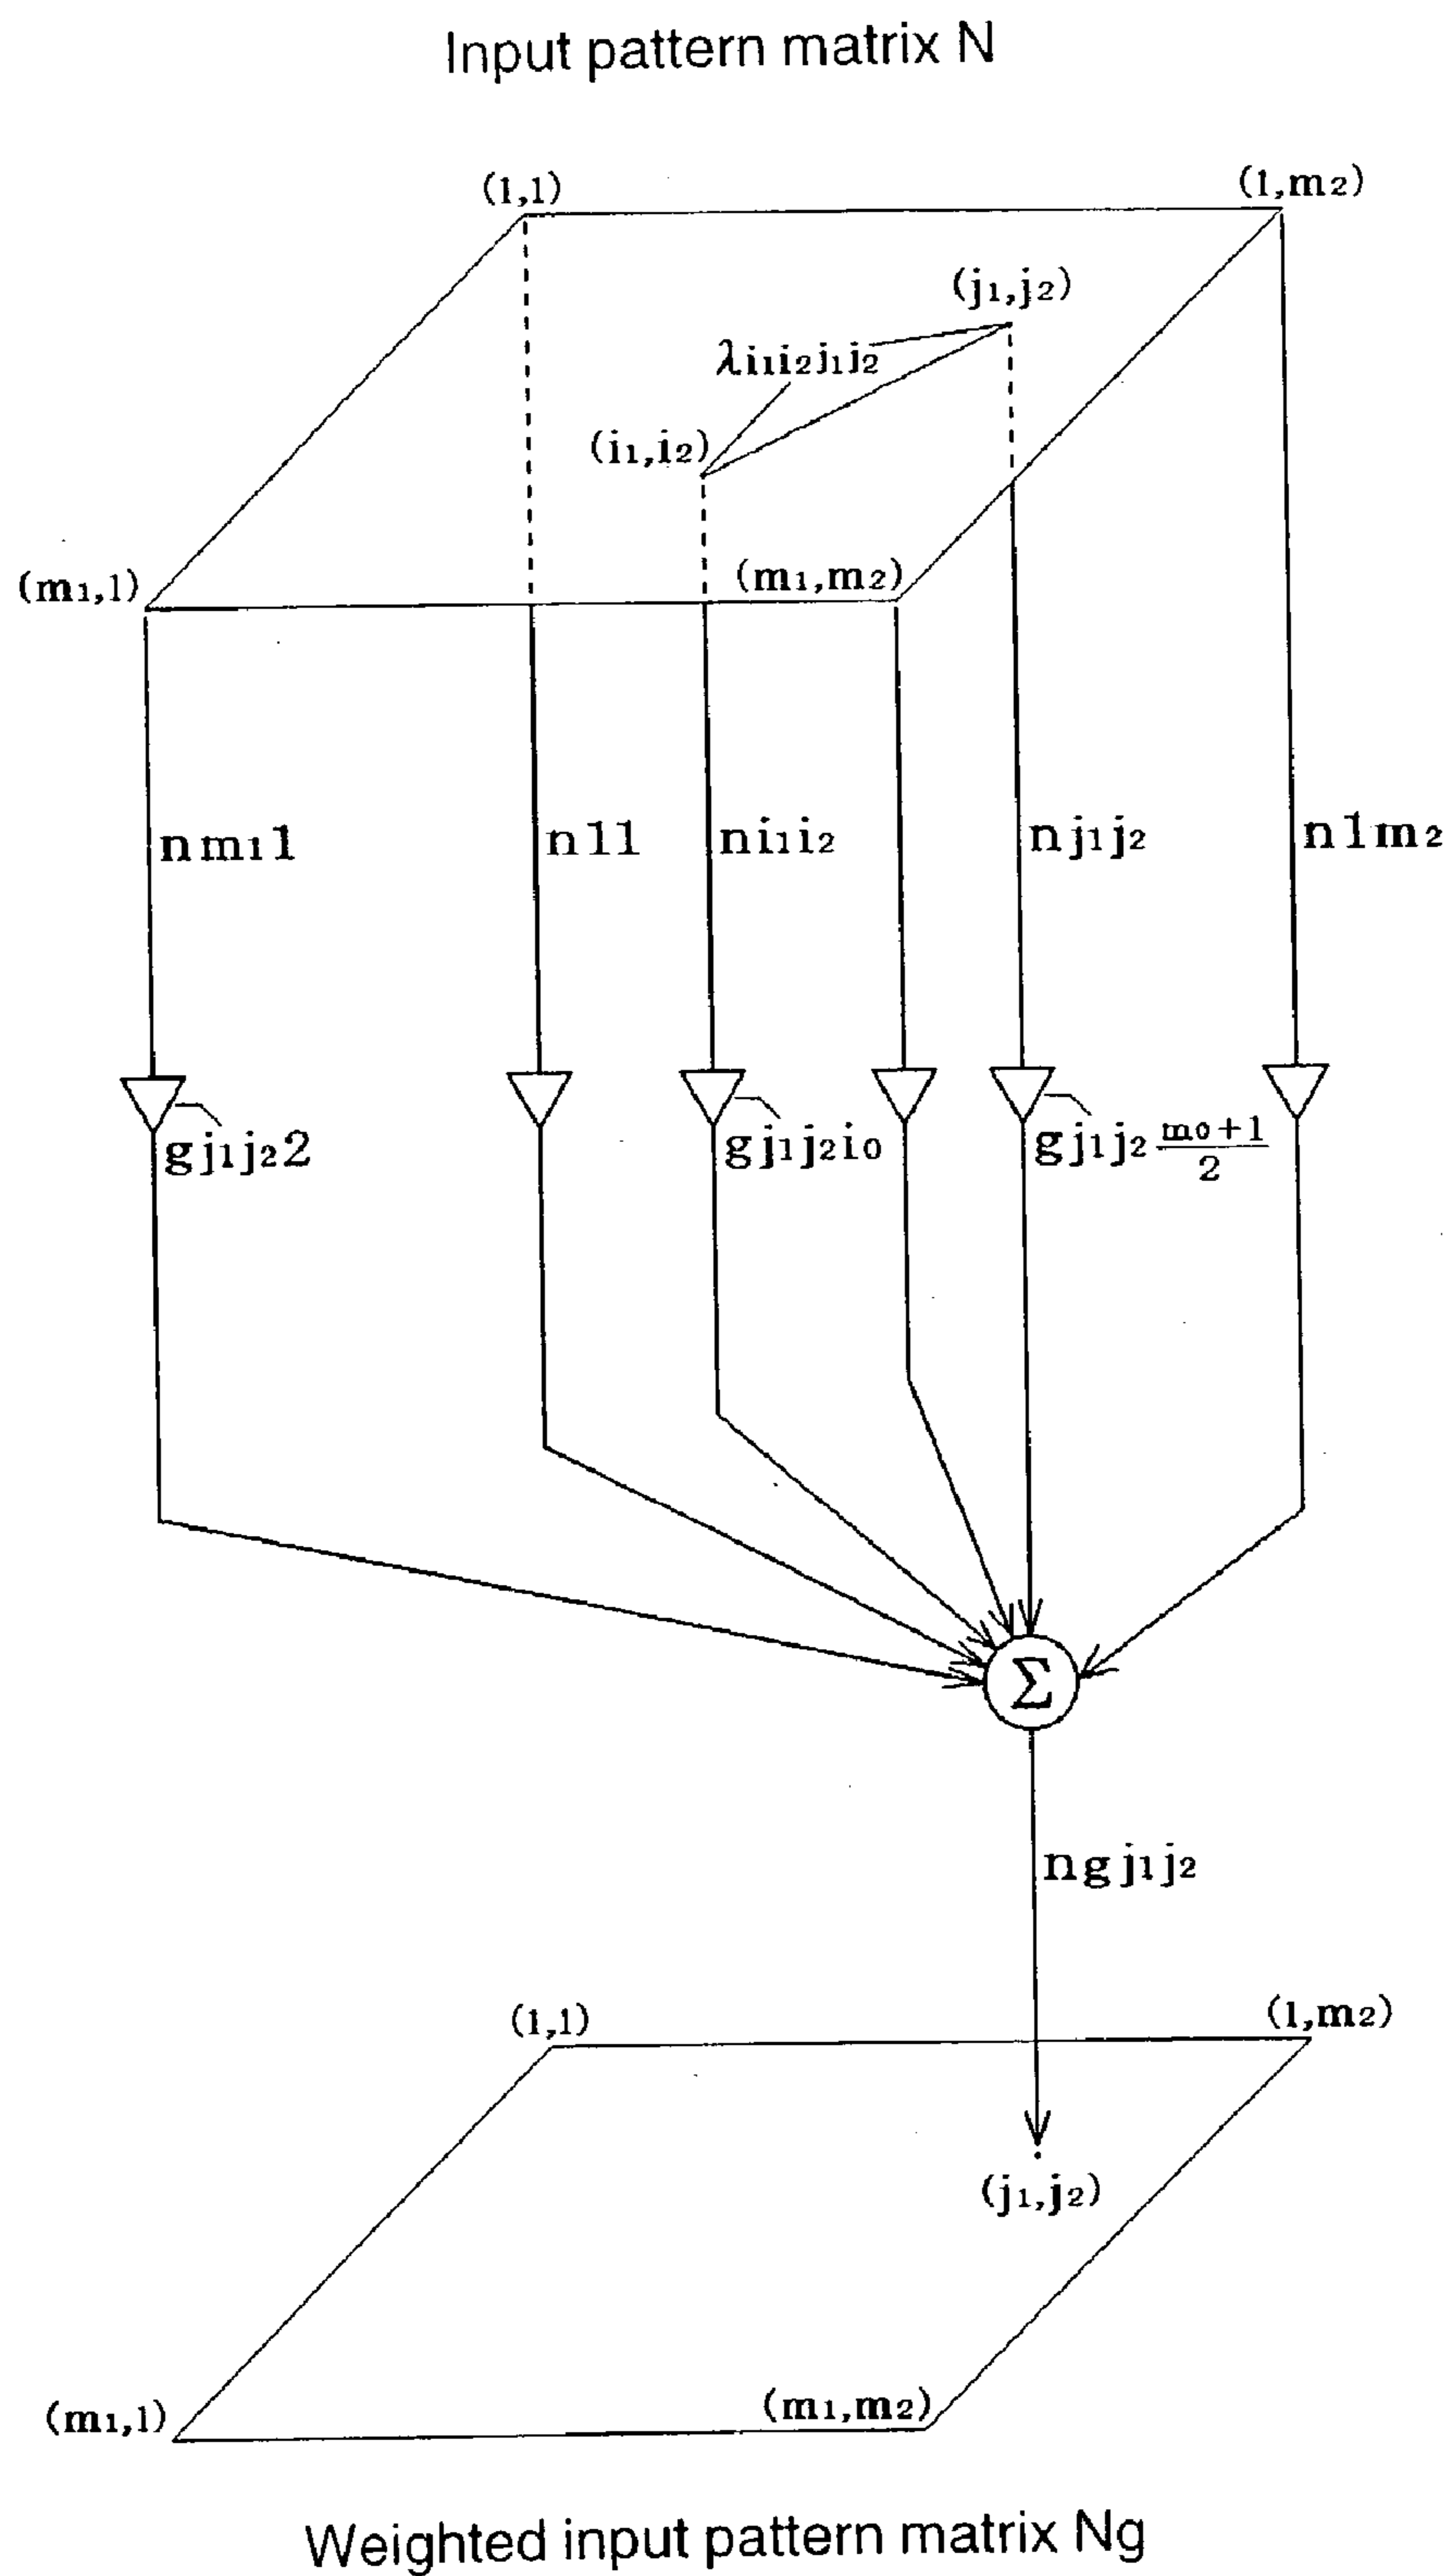 Input pattern matrix N
(1,1)
(1,m₂)
(j₁,j₂)
λi₁i₂j₁j₂
(i₁,i₂)
(m₁,1)
(m₁,m₂)
nm₁1
n11
ni₁i₂
nj₁j₂
n1m₂
gj₁j₂2
gj₁j₂i₀
gj₁j₂ m₀+1/2
Σ
ngj₁j₂
(1,1)
(1,m₂)
(j₁,j₂)
(m₁,1)
(m₁,m₂)
Weighted input pattern matrix Ng